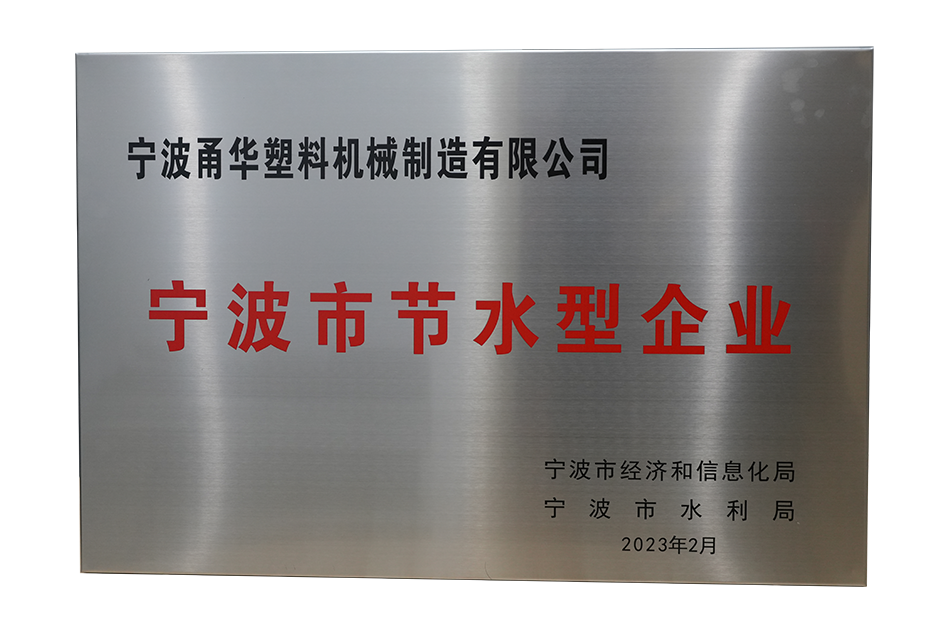 宁波甬华塑料机械制造有限公司
宁波市节水型企业
宁波市经济和信息化局
宁波市水利局
2023年2月